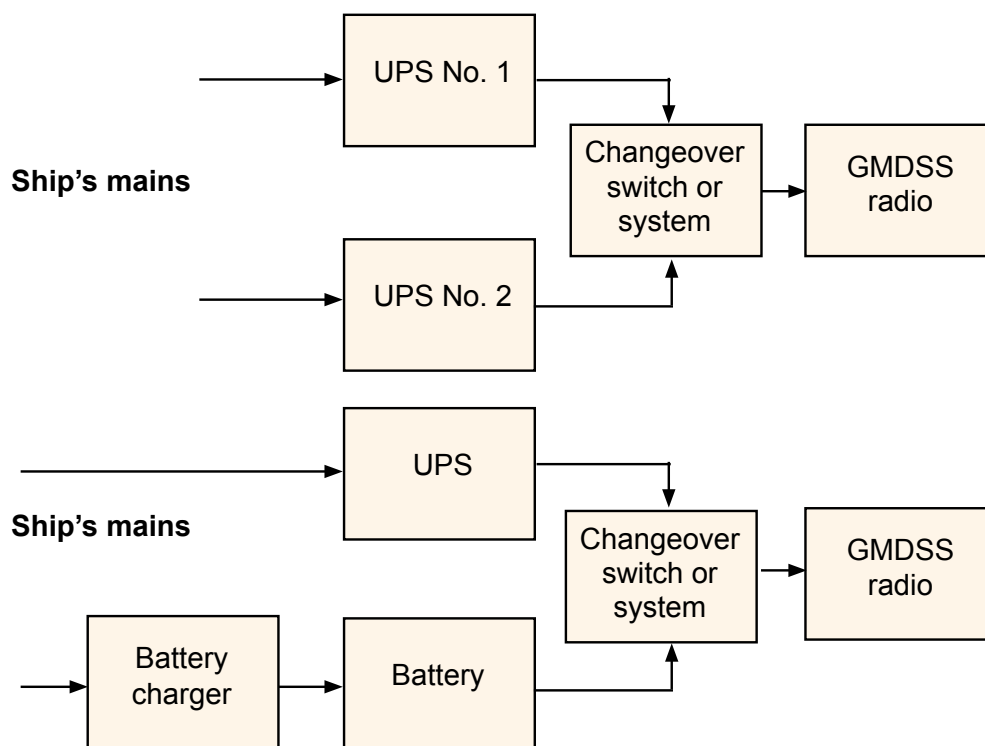 UPS No. 1
Changeover
switch or
system
GMDSS
radio
Ship's mains
UPS No. 2
UPS
Ship's mains
Changeover
switch or
system
GMDSS
radio
Battery
charger
Battery